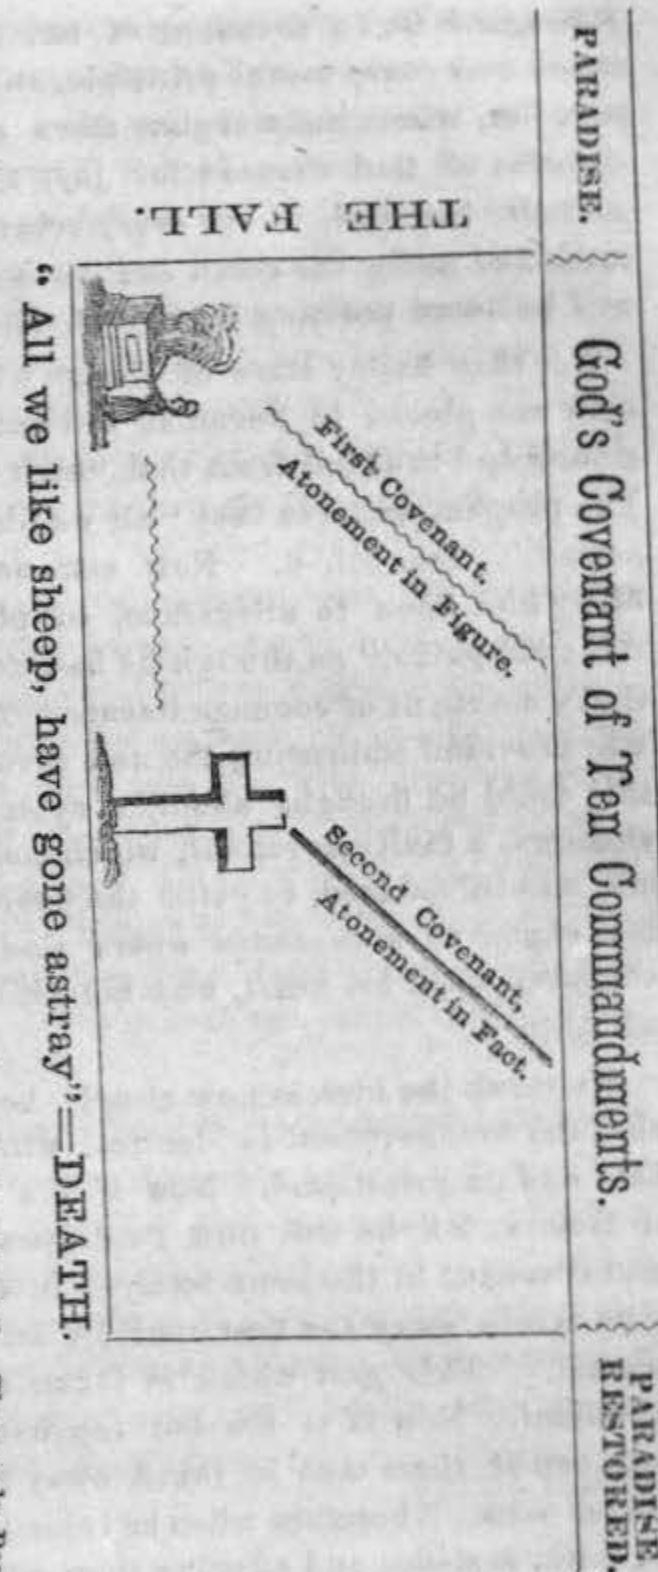 PARADISE.
God's Covenant of Ten Commandments.
PARADISE
RESTORED.
THE FALL.
First Covenant.
Atonement in Figure.
Second Covenant,
Atonement in Fact.
" All we like sheep, have gone astray"=DEATH.